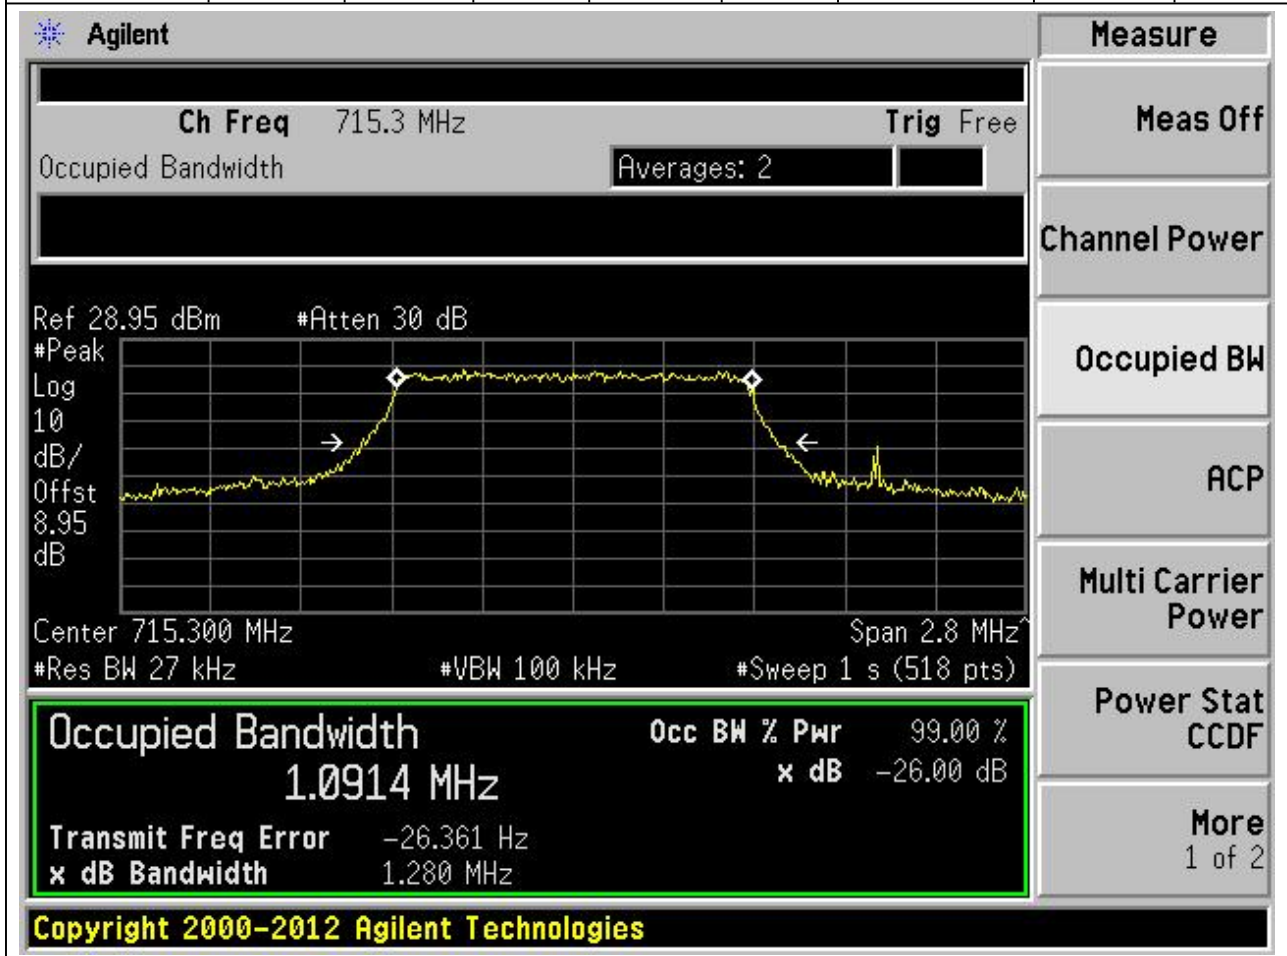 Agilent
Measure
Ch Freq 715.3 MHz Trig Free
Meas Off
Occupied Bandwidth Averages: 2
Channel Power
Ref 28.95 dBm #Atten 30 dB
#Peak
Log
10
dB/
Offst
8.95
dB
Occupied BW
ACP
Multi Carrier
Power
Center 715.300 MHz Span 2.8 MHz^
#Res BW 27 kHz #VBW 100 kHz #Sweep 1 s (518 pts)
Power Stat
CCDF
Occupied Bandwidth Occ BW % Pwr 99.00 %
1.0914 MHz x dB -26.00 dB
Transmit Freq Error -26.361 Hz
x dB Bandwidth 1.280 MHz
More
1 of 2
Copyright 2000-2012 Agilent Technologies